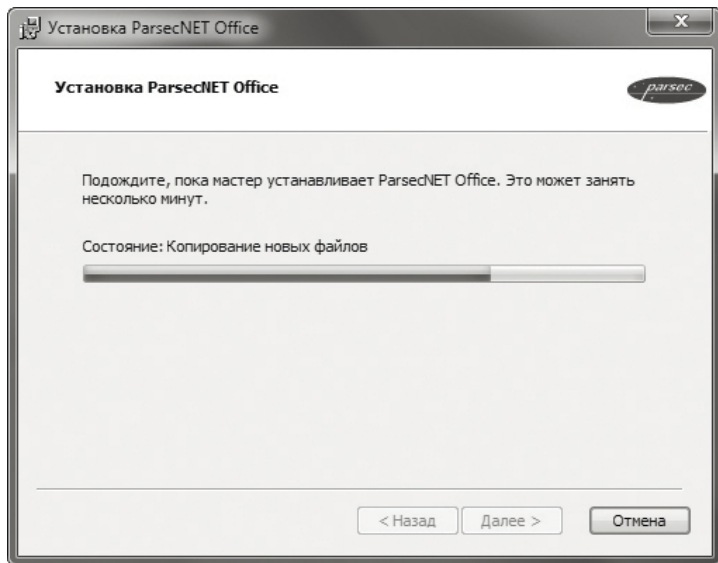 Установка ParsecNET Office
Установка ParsecNET Office
parsec
Подождите, пока мастер устанавливает ParsecNET Office. Это может занять
несколько минут.
Состояние: Копирование новых файлов
< Назад
Далее >
Отмена